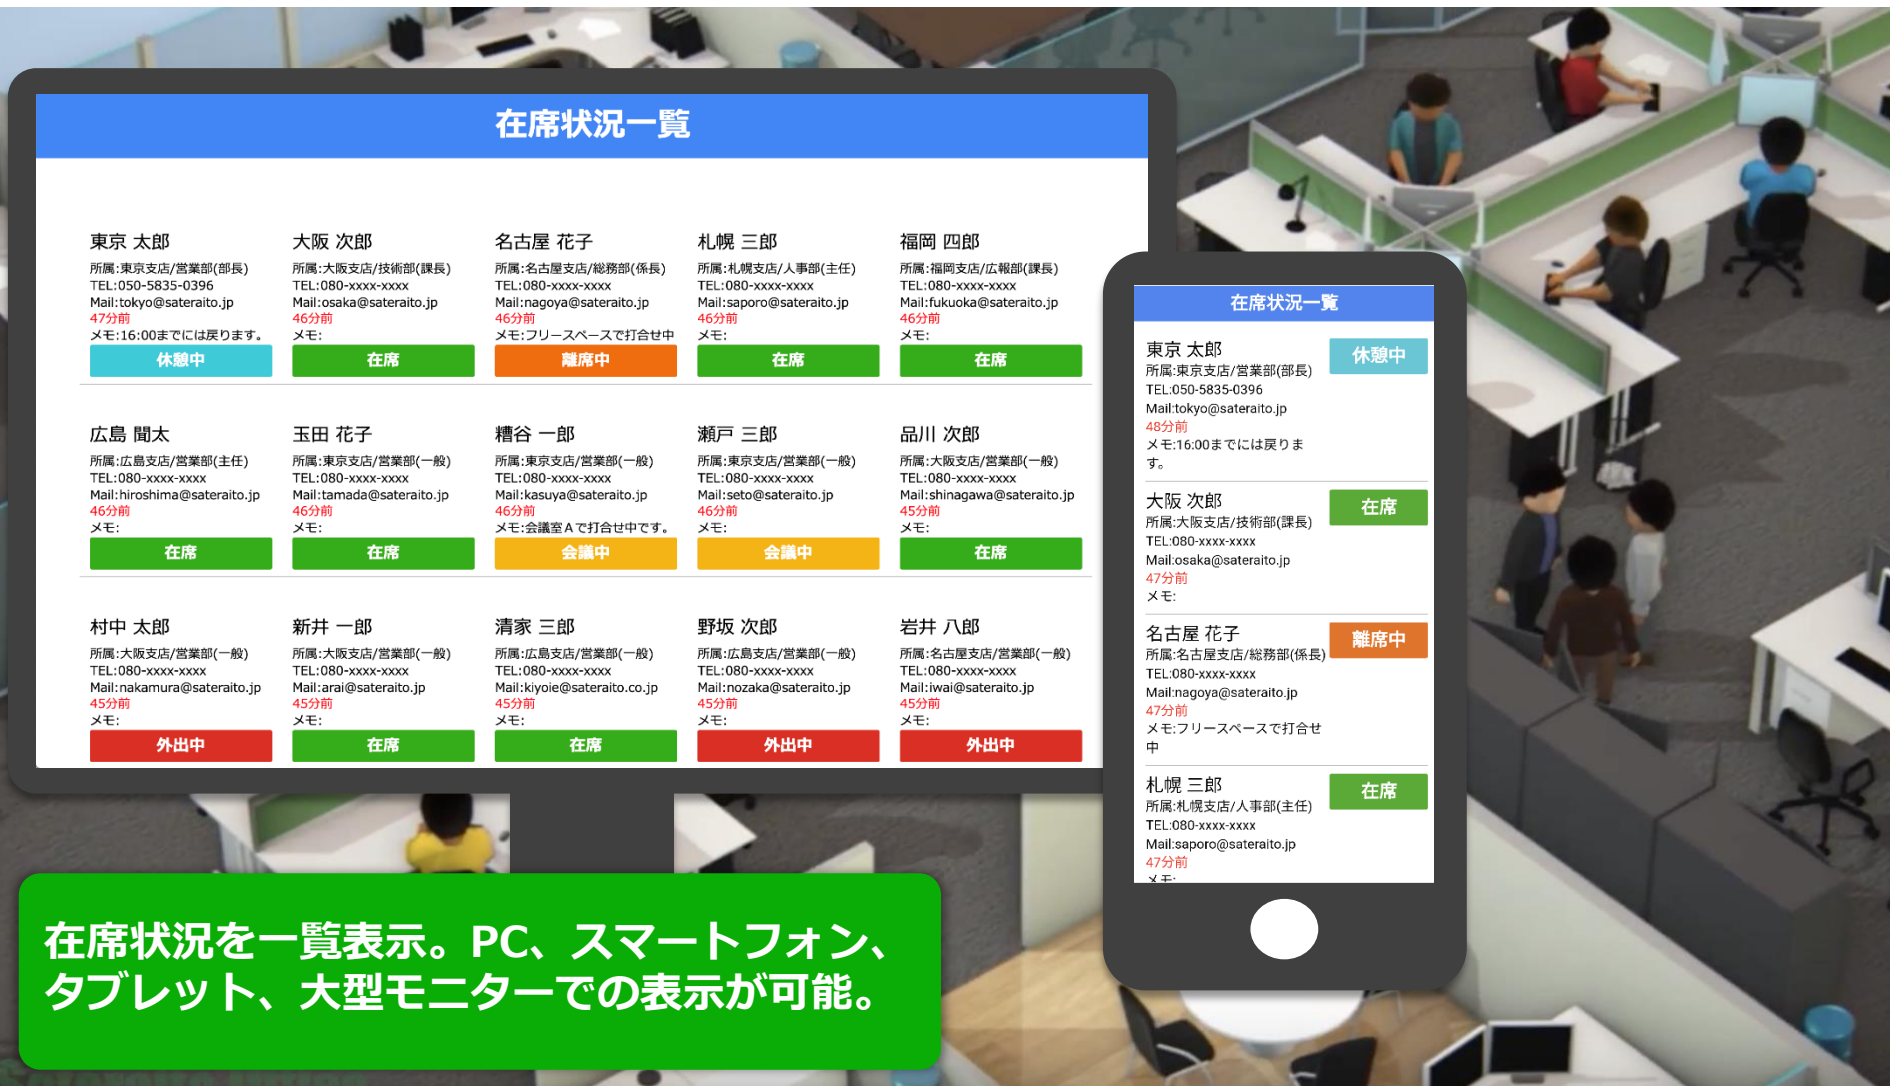 在席状況一覧
東京 太郎
所属:東京支店/営業部(部長)
TEL:050-5835-0396
Mail:tokyo@sateraito.jp
47分前
メモ:16:00までには戻ります。
休憩中
大阪 次郎
所属:大阪支店/技術部(課長)
TEL:080-xxxx-xxxx
Mail:osaka@sateraito.jp
46分前
メモ:
在席
名古屋 花子
所属:名古屋支店/総務部(係長)
TEL:080-xxxx-xxxx
Mail:nagoya@sateraito.jp
46分前
メモ:フリースペースで打合せ中
離席中
札幌 三郎
所属:札幌支店/人事部(主任)
TEL:080-xxxx-xxxx
Mail:saporo@sateraito.jp
46分前
メモ:
在席
福岡 四郎
所属:福岡支店/広報部(課長)
TEL:080-xxxx-xxxx
Mail:fukuoka@sateraito.jp
46分前
メモ:
在席
広島 聞太
所属:広島支店/営業部(主任)
TEL:080-xxxx-xxxx
Mail:hiroshima@sateraito.jp
46分前
メモ:
在席
玉田 花子
所属:東京支店/営業部(一般)
TEL:080-xxxx-xxxx
Mail:tamada@sateraito.jp
46分前
メモ:
在席
糟谷 一郎
所属:東京支店/営業部(一般)
TEL:080-xxxx-xxxx
Mail:kasuya@sateraito.jp
46分前
メモ:会議室Ａで打合せ中です。
会議中
瀬戸 三郎
所属:東京支店/営業部(一般)
TEL:080-xxxx-xxxx
Mail:seto@sateraito.jp
46分前
メモ:
会議中
品川 次郎
所属:大阪支店/営業部(一般)
TEL:080-xxxx-xxxx
Mail:shinagawa@sateraito.jp
45分前
メモ:
在席
村中 太郎
所属:大阪支店/営業部(一般)
TEL:080-xxxx-xxxx
Mail:nakamura@sateraito.jp
45分前
メモ:
外出中
新井 一郎
所属:大阪支店/営業部(一般)
TEL:080-xxxx-xxxx
Mail:arai@sateraito.jp
45分前
メモ:
在席
清家 三郎
所属:広島支店/営業部(一般)
TEL:080-xxxx-xxxx
Mail:kiyoie@sateraito.co.jp
45分前
メモ:
在席
野坂 次郎
所属:広島支店/営業部(一般)
TEL:080-xxxx-xxxx
Mail:nozaka@sateraito.jp
45分前
メモ:
外出中
岩井 八郎
所属:名古屋支店/営業部(一般)
TEL:080-xxxx-xxxx
Mail:iwai@sateraito.jp
45分前
メモ:
外出中
在席状況一覧
東京 太郎
休憩中
所属:東京支店/営業部(部長)
TEL:050-5835-0396
Mail:tokyo@sateraito.jp
48分前
メモ:16:00までには戻りま
す。
大阪 次郎
在席
所属:大阪支店/技術部(課長)
TEL:080-xxxx-xxxx
Mail:osaka@sateraito.jp
47分前
メモ:
名古屋 花子
離席中
所属:名古屋支店/総務部(係長)
TEL:080-xxxx-xxxx
Mail:nagoya@sateraito.jp
47分前
メモ:フリースペースで打合せ
中
札幌 三郎
在席
所属:札幌支店/人事部(主任)
TEL:080-xxxx-xxxx
Mail:saporo@sateraito.jp
47分前
メモ:
在席状況を一覧表示。PC、スマートフォン、
タブレット、大型モニターでの表示が可能。